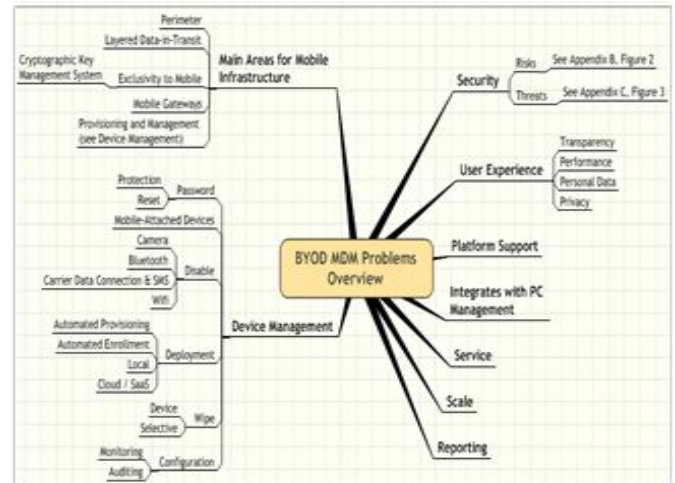 BYOD MDM Problems
Overview
Main Areas for Mobile
Infrastructure
Perimeter
Layered Data-in-Transit
Exclusivity to Mobile
Cryptographic Key
Management System
Mobile Gateways
Provisioning and Management
(see Device Management)
Device Management
Password
Protection
Reset
Mobile-Attached Devices
Disable
Camera
Bluetooth
Carrier Data Connection & SMS
Wifi
Deployment
Automated Provisioning
Automated Enrollment
Local
Cloud / SaaS
Wipe
Device
Selective
Configuration
Monitoring
Auditing
Security
Risks
See Appendix B, Figure 2
Threats
See Appendix C, Figure 3
User Experience
Transparency
Performance
Personal Data
Privacy
Platform Support
Integrates with PC
Management
Service
Scale
Reporting